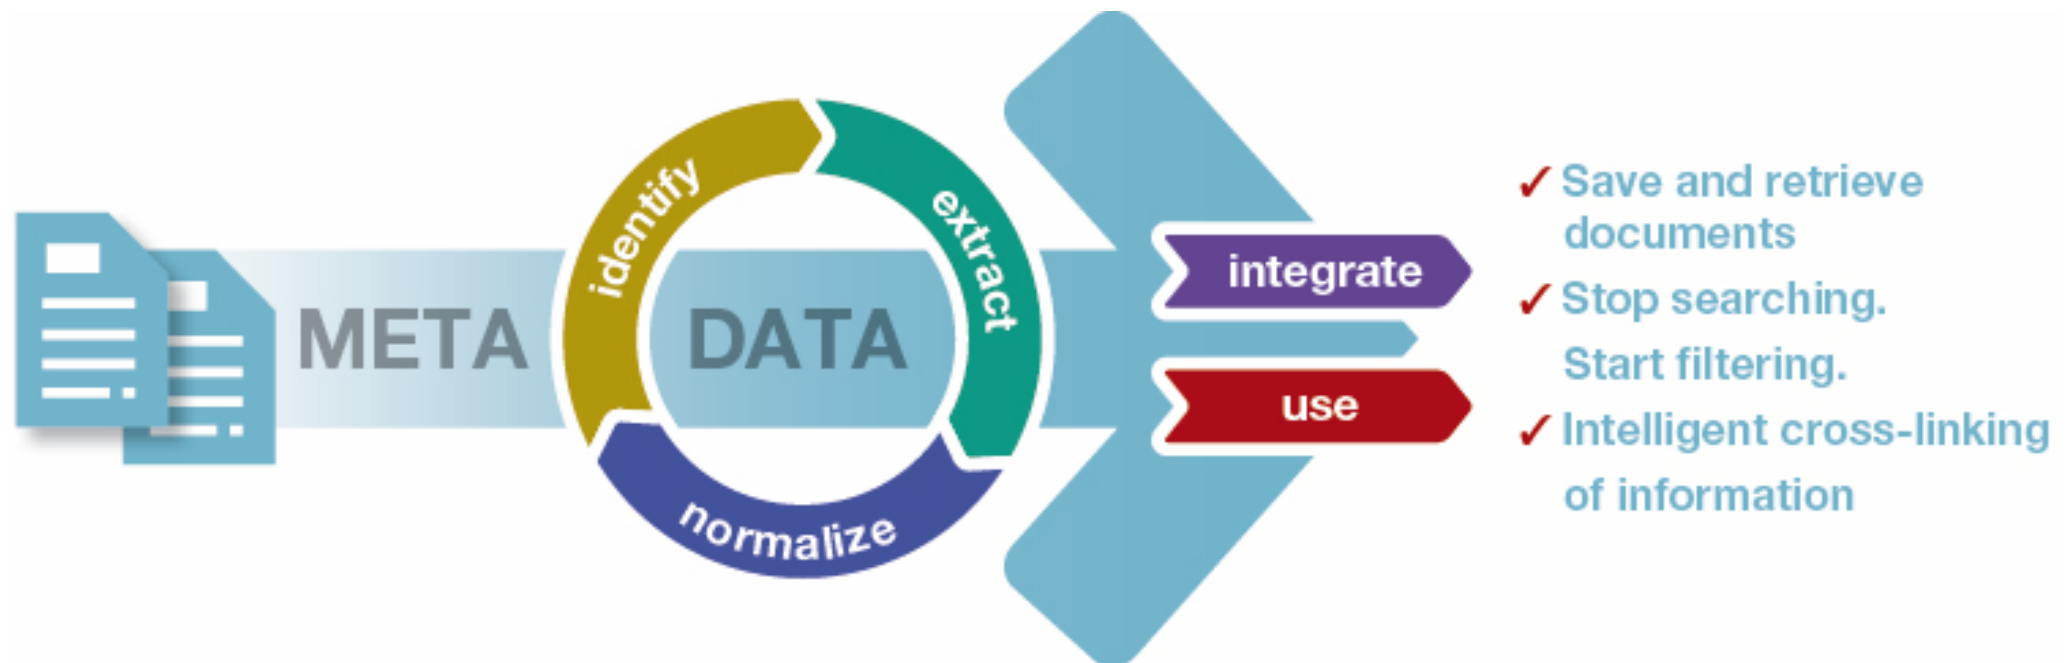 META
identify
DATA
extract
normalize
integrate
use
✓ Save and retrieve
documents
✓ Stop searching.
Start filtering.
✓ Intelligent cross-linking
of information